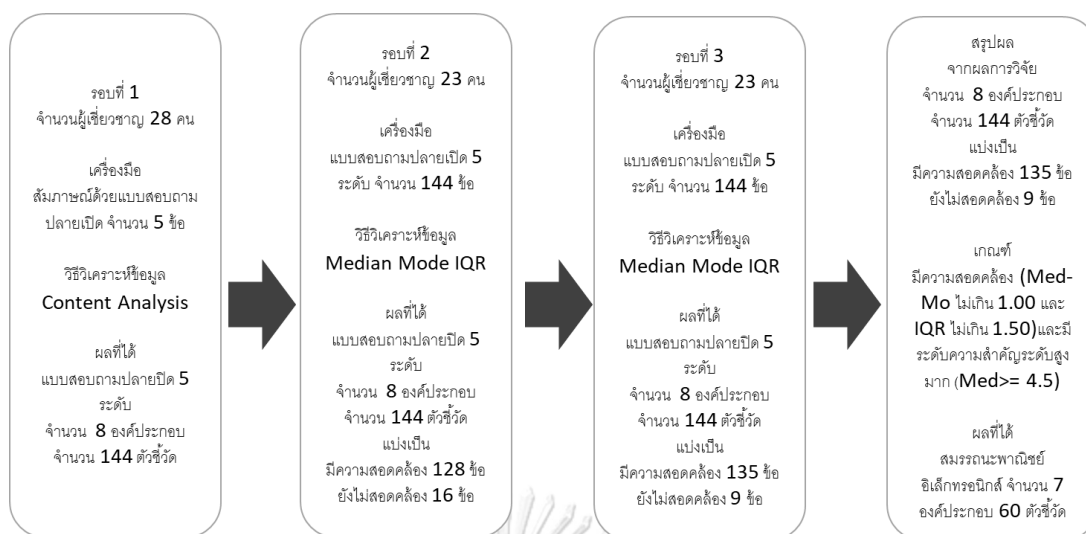 รอบที่ 1
จำนวนผู้เชี่ยวชาญ 28 คน
เครื่องมือ
สัมภาษณ์ด้วยแบบสอบถาม
ปลายเปิด จำนวน 5 ข้อ
วิธีวิเคราะห์ข้อมูล
Content Analysis
ผลที่ได้
แบบสอบถามปลายปิด 5
ระดับ
จำนวน 8 องค์ประกอบ
จำนวน 144 ตัวชี้วัด
รอบที่ 2
จำนวนผู้เชี่ยวชาญ 23 คน
เครื่องมือ
แบบสอบถามปลายเปิด 5
ระดับ จำนวน 144 ข้อ
วิธีวิเคราะห์ข้อมูล
Median Mode IQR
ผลที่ได้
แบบสอบถามปลายปิด 5
ระดับ
จำนวน 8 องค์ประกอบ
จำนวน 144 ตัวชี้วัด
แบ่งเป็น
มีความสอดคล้อง 128 ข้อ
ยังไม่สอดคล้อง 16 ข้อ
รอบที่ 3
จำนวนผู้เชี่ยวชาญ 23 คน
เครื่องมือ
แบบสอบถามปลายเปิด 5
ระดับ จำนวน 144 ข้อ
วิธีวิเคราะห์ข้อมูล
Median Mode IQR
ผลที่ได้
แบบสอบถามปลายปิด 5
ระดับ
จำนวน 8 องค์ประกอบ
จำนวน 144 ตัวชี้วัด
แบ่งเป็น
มีความสอดคล้อง 135 ข้อ
ยังไม่สอดคล้อง 9 ข้อ
สรุปผล
จากผลการวิจัย
จำนวน 8 องค์ประกอบ
จำนวน 144 ตัวชี้วัด
แบ่งเป็น
มีความสอดคล้อง 135 ข้อ
ยังไม่สอดคล้อง 9 ข้อ
เกณฑ์
มีความสอดคล้อง (Med-
Mo ไม่เกิน 1.00 และ
IQR ไม่เกิน 1.50)และมี
ระดับความสำคัญระดับสูง
มาก (Med>= 4.5)
ผลที่ได้
สมรรถนะพาณิชย์
อิเล็กทรอนิกส์ จำนวน 7
องค์ประกอบ 60 ตัวชี้วัด